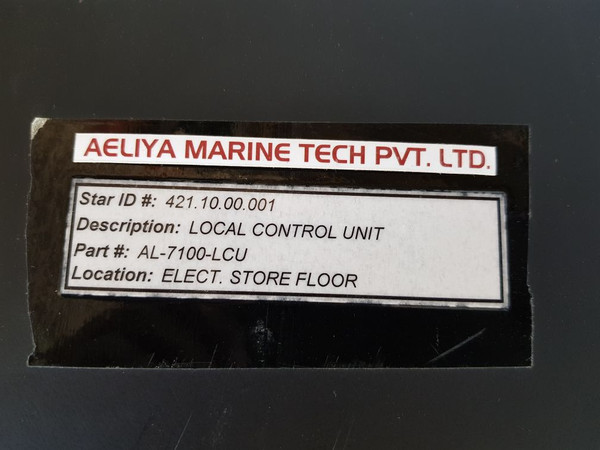 AELIYA MARINE TECH PVT. LTD.
Star ID #: 421.10.00.001
Description: LOCAL CONTROL UNIT
Part #: AL-7100-LCU
Location: ELECT. STORE FLOOR